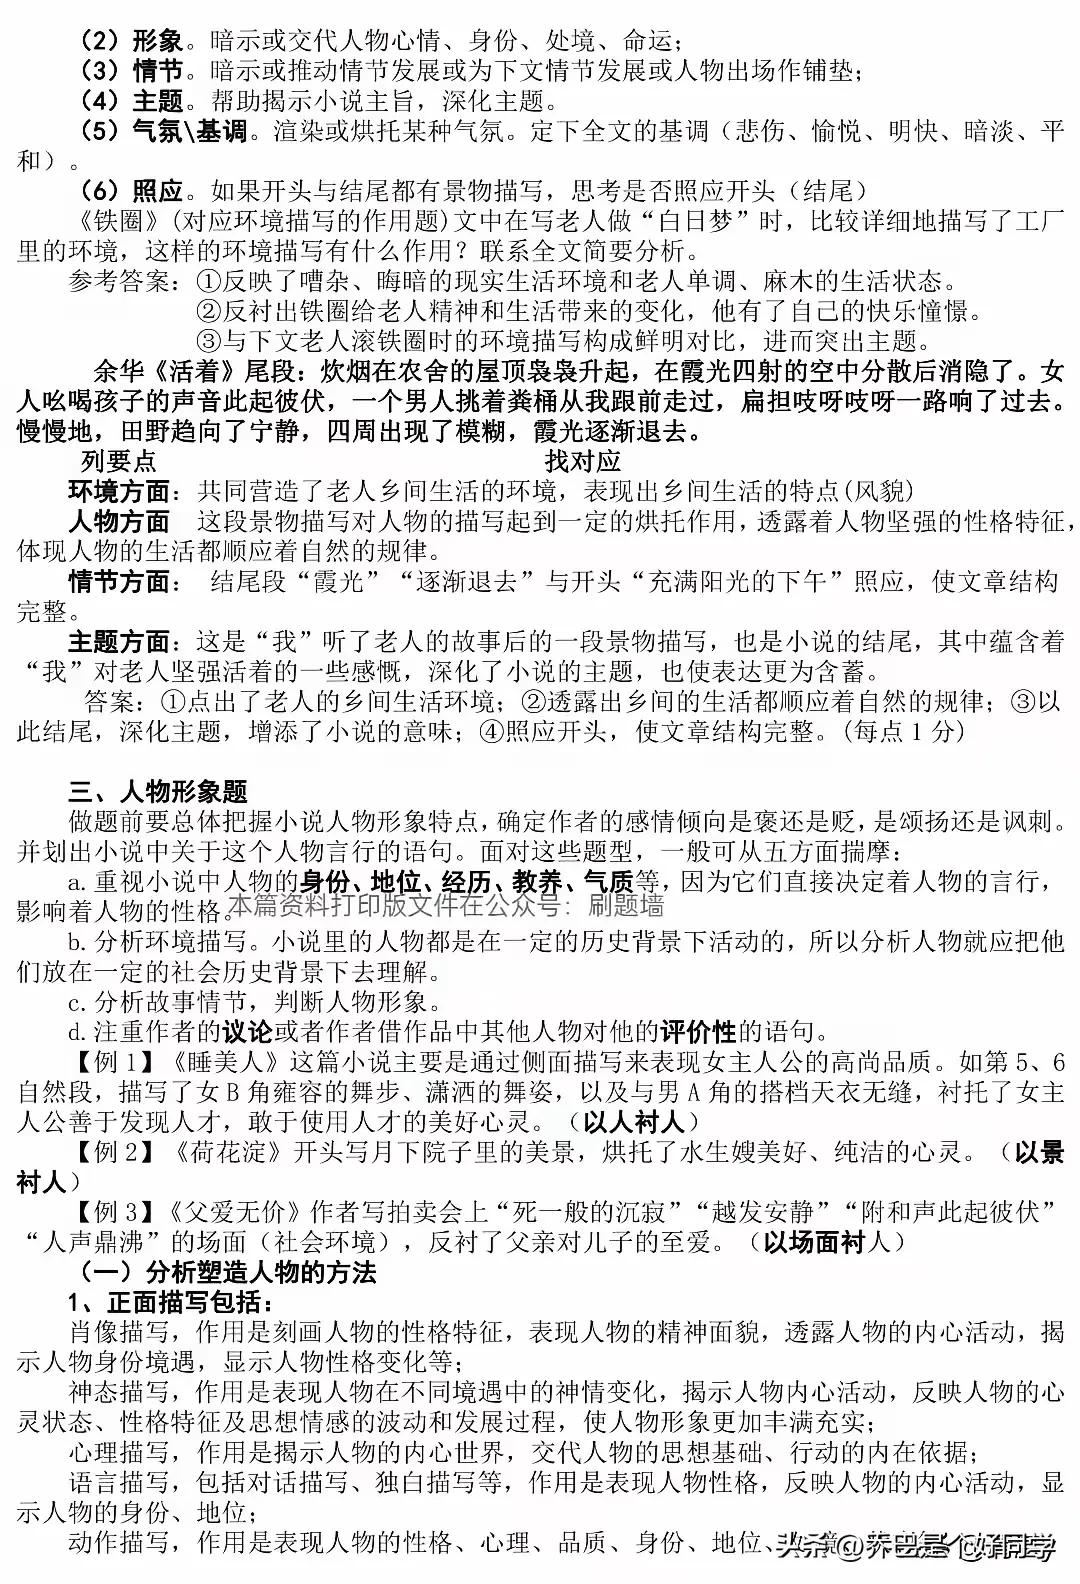 （2）形象。暗示或交代人物心情、身份、处境、命运；
（3）情节。暗示或推动情节发展或为下文情节发展或人物出场作铺垫；
（4）主题。帮助揭示小说主旨，深化主题。
（5）气氛\基调。渲染或烘托某种气氛。定下全文的基调（悲伤、愉悦、明快、暗淡、平
和）。
（6）照应。如果开头与结尾都有景物描写，思考是否照应开头（结尾）
《铁圈》(对应环境描写的作用题)文中在写老人做“白日梦”时，比较详细地描写了工厂
里的环境，这样的环境描写有什么作用？联系全文简要分析。
参考答案：①反映了嘈杂、晦暗的现实生活环境和老人单调、麻木的生活状态。
②反衬出铁圈给老人精神和生活带来的变化，他有了自己的快乐憧憬。
③与下文老人滚铁圈时的环境描写构成鲜明对比，进而突出主题。
余华《活着》尾段：炊烟在农舍的屋顶袅袅升起，在霞光四射的空中分散后消隐了。女
人吆喝孩子的声音此起彼伏，一个男人挑着粪桶从我跟前走过，扁担吱呀吱呀一路响了过去。
慢慢地，田野趋向了宁静，四周出现了模糊，霞光逐渐退去。
列要点 找对应
环境方面：共同营造了老人乡间生活的环境，表现出乡间生活的特点(风貌)
人物方面 这段景物描写对人物的描写起到一定的烘托作用，透露着人物坚强的性格特征，
体现人物的生活都顺应着自然的规律。
情节方面： 结尾段“霞光”“逐渐退去”与开头“充满阳光的下午”照应，使文章结构
完整。
主题方面：这是“我”听了老人的故事后的一段景物描写，也是小说的结尾，其中蕴含着
“我”对老人坚强活着的一些感慨，深化了小说的主题，也使表达更为含蓄。
答案：①点出了老人的乡间生活环境；②透露出乡间的生活都顺应着自然的规律；③以
此结尾，深化主题，增添了小说的意味；④照应开头，使文章结构完整。(每点1分)
三、人物形象题
做题前要总体把握小说人物形象特点，确定作者的感情倾向是褒还是贬，是颂扬还是讽刺。
并划出小说中关于这个人物言行的语句。面对这些题型，一般可从五方面揣摩：
a.重视小说中人物的身份、地位、经历、教养、气质等，因为它们直接决定着人物的言行，
影响着人物的性格。
本篇资料打印版文件在公众号：刷题墙
b.分析环境描写。小说里的人物都是在一定的历史背景下活动的，所以分析人物就应把他
们放在一定的社会历史背景下去理解。
c.分析故事情节，判断人物形象。
d.注重作者的议论或者作者借作品中其他人物对他的评价性的语句。
【例1】《睡美人》这篇小说主要是通过侧面描写来表现女主人公的高尚品质。如第5、6
自然段，描写了女B角雍容的舞步、潇洒的舞姿，以及与男A角的搭档天衣无缝，衬托了女主
人公善于发现人才，敢于使用人才的美好心灵。（以人衬人）
【例2】《荷花淀》开头写月下院子里的美景，烘托了水生嫂美好、纯洁的心灵。（以景
衬人）
【例3】《父爱无价》作者写拍卖会上“死一般的沉寂”“越发安静”“附和声此起彼伏”
“人声鼎沸”的场面（社会环境），反衬了父亲对儿子的至爱。（以场面衬人）
（一）分析塑造人物的方法
1、正面描写包括：
肖像描写，作用是刻画人物的性格特征，表现人物的精神面貌，透露人物的内心活动，揭
示人物身份境遇，显示人物性格变化等；
神态描写，作用是表现人物在不同境遇中的神情变化，揭示人物内心活动，反映人物的心
灵状态、性格特征及思想情感的波动和发展过程，使人物形象更加丰满充实；
心理描写，作用是揭示人物的内心世界，交代人物的思想基础、行动的内在依据；
语言描写，包括对话描写、独白描写等，作用是表现人物性格，反映人物的内心活动，显
示人物的身份、地位；
动作描写，作用是表现人物的性格、心理、品质、身份、地位、
头条@乔巴是个好同学